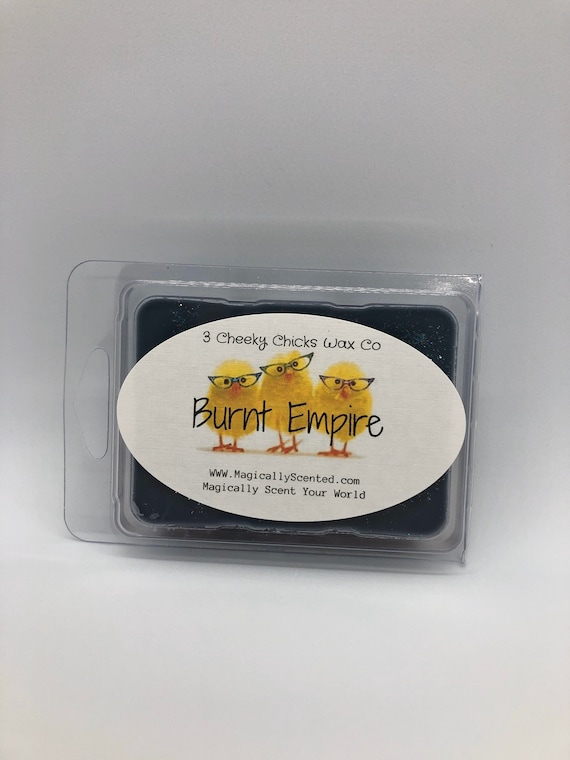 3 Cheeky Chicks Wax Co
Burnt Empire
WWW.MagicallyScented.com
Magically Scent Your World